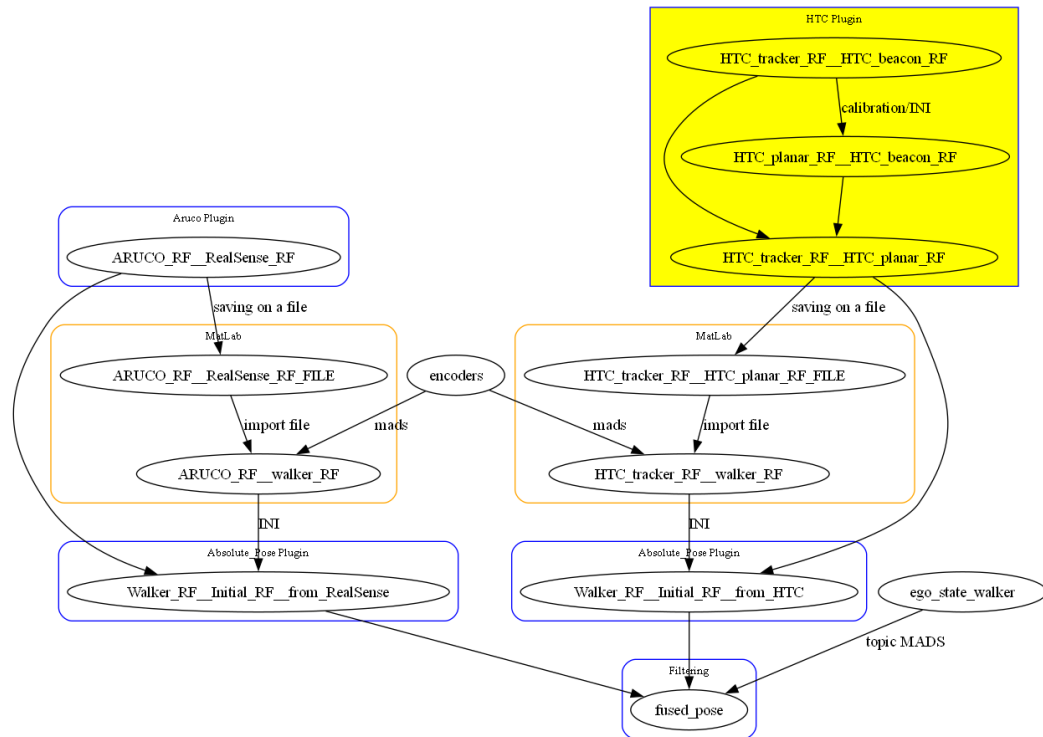 HTC Plugin
HTC_tracker_RF__HTC_beacon_RF
calibration/INI
HTC_planar_RF__HTC_beacon_RF
Aruco Plugin
ARUCO_RF__RealSense_RF
HTC_tracker_RF__HTC_planar_RF
saving on a file
saving on a file
MatLab
MatLab
ARUCO_RF__RealSense_RF_FILE
encoders
HTC_tracker_RF__HTC_planar_RF_FILE
import file
mads
mads
import file
ARUCO_RF__walker_RF
HTC_tracker_RF__walker_RF
INI
INI
Absolute_Pose Plugin
Absolute_Pose Plugin
Walker_RF__Initial_RF__from_RealSense
Walker_RF__Initial_RF__from_HTC
ego_state_walker
topic MADS
Filtering
fused_pose